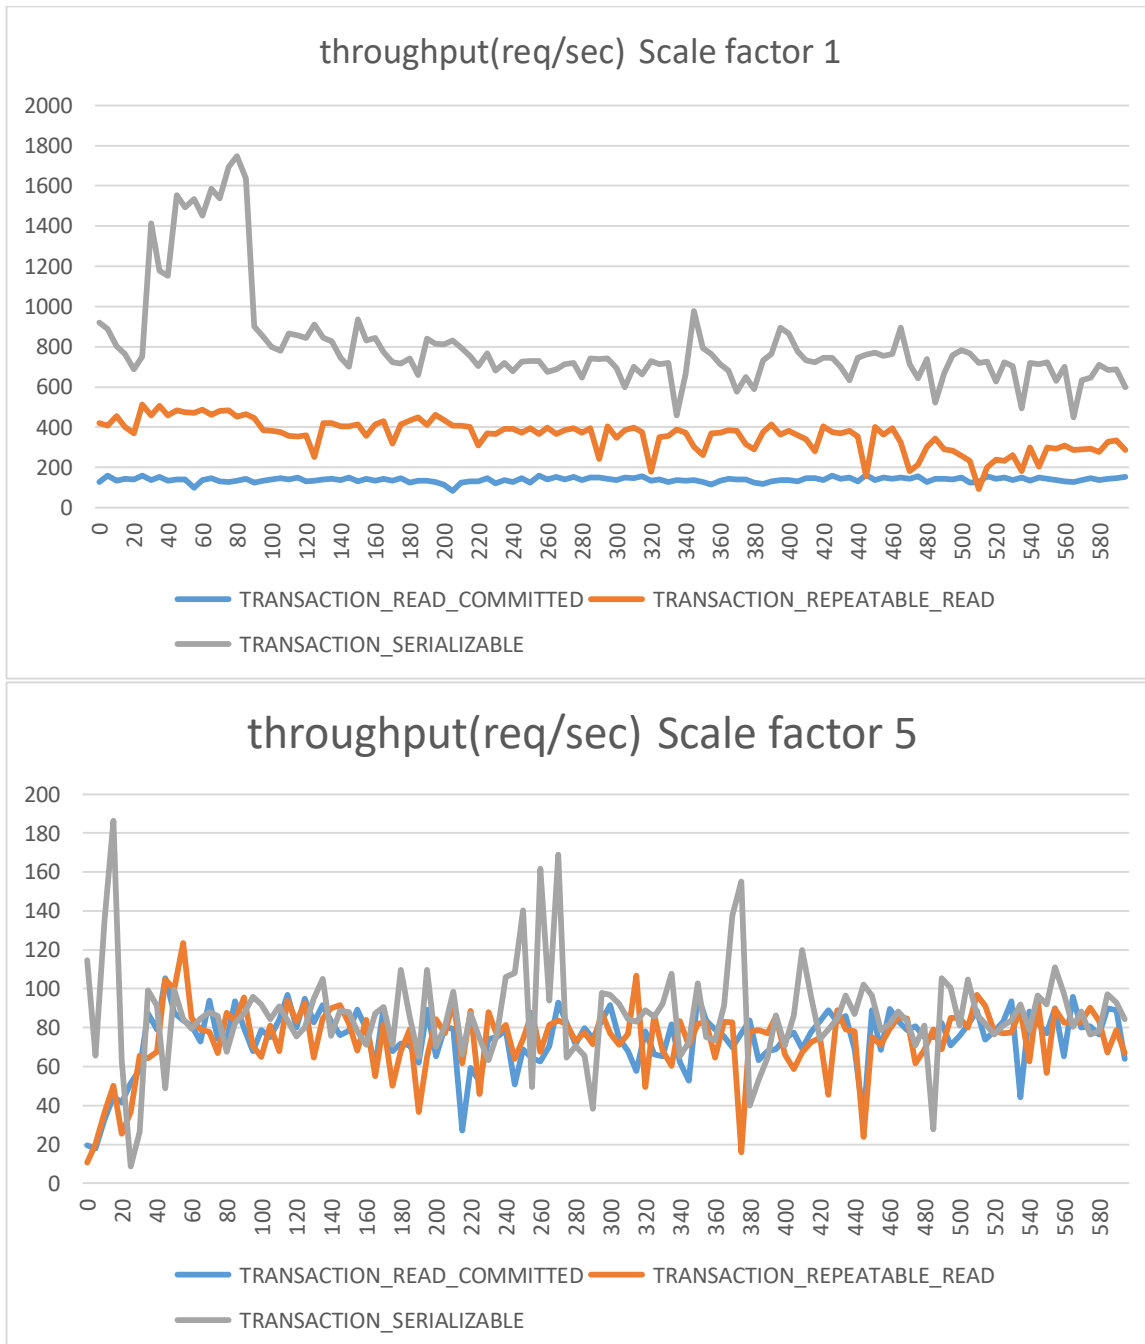 throughput(req/sec) Scale factor 1
2000
1800
1600
1400
1200
1000
800
600
400
200
0
0 20 40 60 80 100 120 140 160 180 200 220 240 260 280 300 320 340 360 380 400 420 440 460 480 500 520 540 560 580
TRANSACTION_READ_COMMITTED TRANSACTION_REPEATABLE_READ
TRANSACTION_SERIALIZABLE
throughput(req/sec) Scale factor 5
200
180
160
140
120
100
80
60
40
20
0
0 20 40 60 80 100 120 140 160 180 200 220 240 260 280 300 320 340 360 380 400 420 440 460 480 500 520 540 560 580
TRANSACTION_READ_COMMITTED TRANSACTION_REPEATABLE_READ
TRANSACTION_SERIALIZABLE